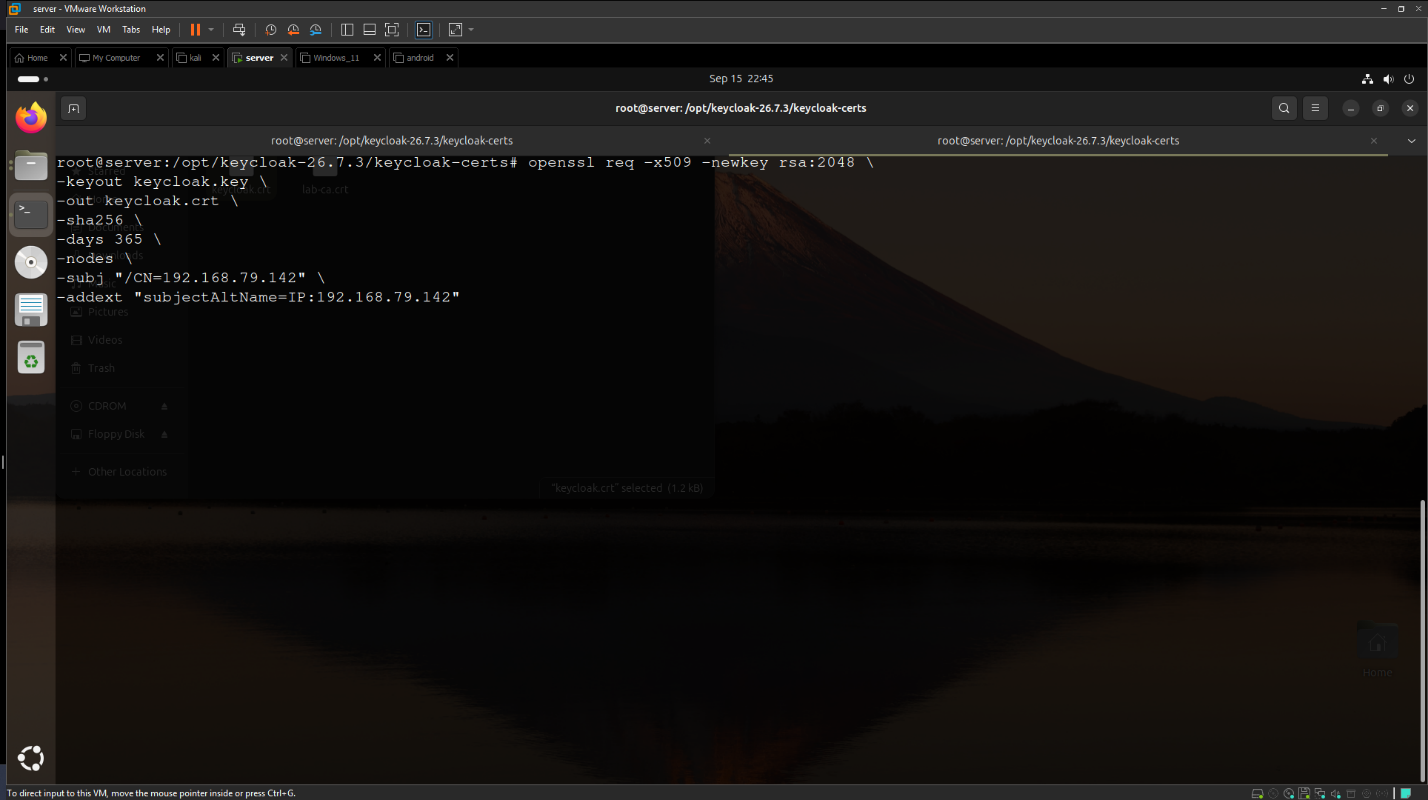 server - VMware Workstation
File Edit View VM Tabs Help
Home My Computer kali server Windows_11 android
Sep 15 22:45
root@server: /opt/keycloak-26.7.3/keycloak-certs
root@server: /opt/keycloak-26.7.3/keycloak-certs root@server: /opt/keycloak-26.7.3/keycloak-certs
root@server:/opt/keycloak-26.7.3/keycloak-certs# openssl req -x509 -newkey rsa:2048 \
-keyout keycloak.key \
-out keycloak.crt \
-sha256 \
-days 365 \
-nodes \
-subj "/CN=192.168.79.142" \
-addext "subjectAltName=IP:192.168.79.142"
Starred
keycloak.crt lab-ca.crt
Documents
Pictures
Videos
Trash
CDROM
Floppy Disk
Other Locations
"keycloak.crt" selected (1.2 kB)
Home
To direct input to this VM, move the mouse pointer inside or press Ctrl+G.